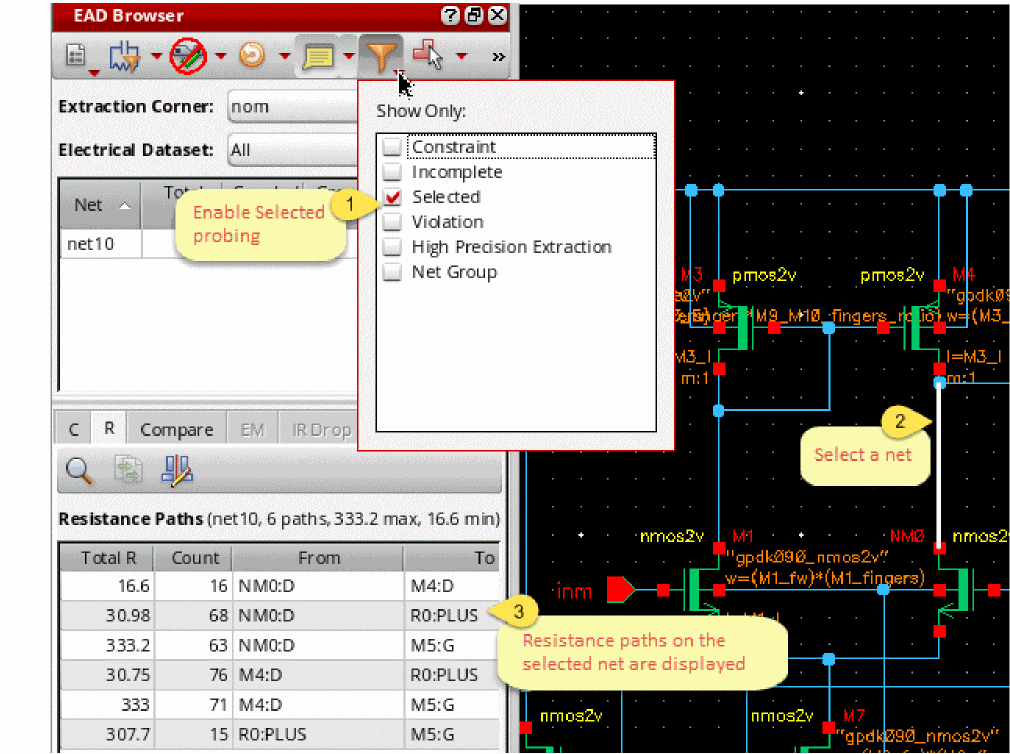 EAD Browser
Extraction Corner: nom
Electrical Dataset: All
Net
net10
Show Only:
Constraint
Incomplete
Selected
Violation
High Precision Extraction
Net Group
1
Enable Selected
probing
C R Compare EM IR Drop
Resistance Paths (net10, 6 paths, 333.2 max, 16.6 min)
Total R Count From To
16.6 16 NM0:D M4:D
30.98 68 NM0:D R0:PLUS
333.2 63 NM0:D M5:G
30.75 76 M4:D R0:PLUS
333 71 M4:D M5:G
307.7 15 R0:PLUS M5:G
3
Resistance paths on the
selected net are displayed
M3 pmos2v pmos2v M4
*M9_M10_fingers_ratio) w=(M3_
M3_l l=M3_l
m:1 m:1
2
Select a net
nmos2v M1 NM0 nmos2v
"gpdk090_nmos2v"
w=(M1_fw)*(M1_fingers)
inm
nmos2v nmos2v M7
"gpdk090_nmos2v"